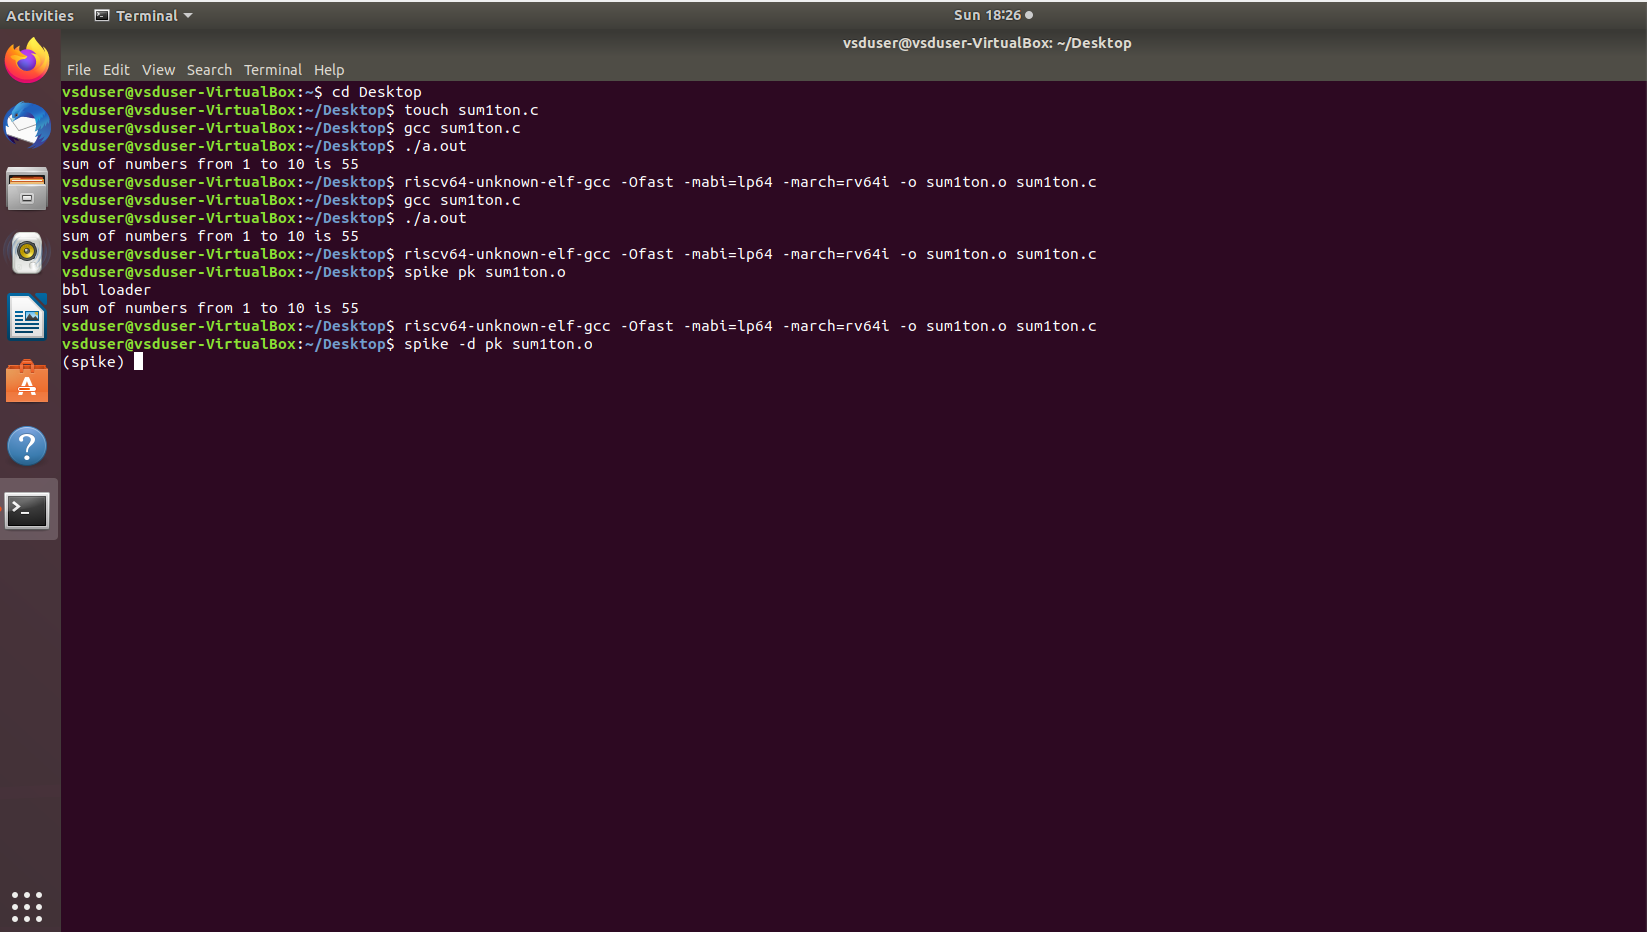 Activities Terminal Sun 18:26
vsduser@vsduser-VirtualBox: ~/Desktop
File Edit View Search Terminal Help
vsduser@vsduser-VirtualBox:~$ cd Desktop
vsduser@vsduser-VirtualBox:~/Desktop$ touch sum1ton.c
vsduser@vsduser-VirtualBox:~/Desktop$ gcc sum1ton.c
vsduser@vsduser-VirtualBox:~/Desktop$ ./a.out
sum of numbers from 1 to 10 is 55
vsduser@vsduser-VirtualBox:~/Desktop$ riscv64-unknown-elf-gcc -Ofast -mabi=lp64 -march=rv64i -o sum1ton.o sum1ton.c
vsduser@vsduser-VirtualBox:~/Desktop$ gcc sum1ton.c
vsduser@vsduser-VirtualBox:~/Desktop$ ./a.out
sum of numbers from 1 to 10 is 55
vsduser@vsduser-VirtualBox:~/Desktop$ riscv64-unknown-elf-gcc -Ofast -mabi=lp64 -march=rv64i -o sum1ton.o sum1ton.c
vsduser@vsduser-VirtualBox:~/Desktop$ spike pk sum1ton.o
bbl loader
sum of numbers from 1 to 10 is 55
vsduser@vsduser-VirtualBox:~/Desktop$ riscv64-unknown-elf-gcc -Ofast -mabi=lp64 -march=rv64i -o sum1ton.o sum1ton.c
vsduser@vsduser-VirtualBox:~/Desktop$ spike -d pk sum1ton.o
(spike)